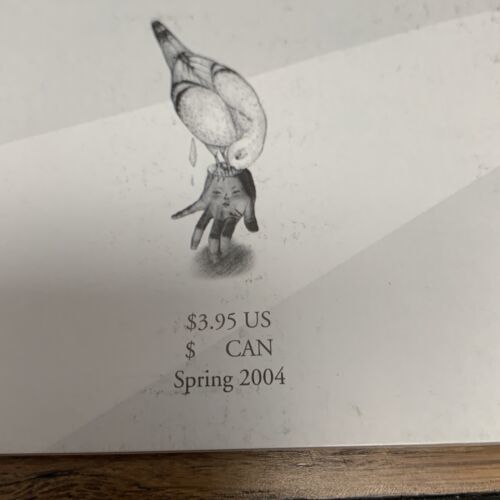 $3.95 US
$ CAN
Spring 2004